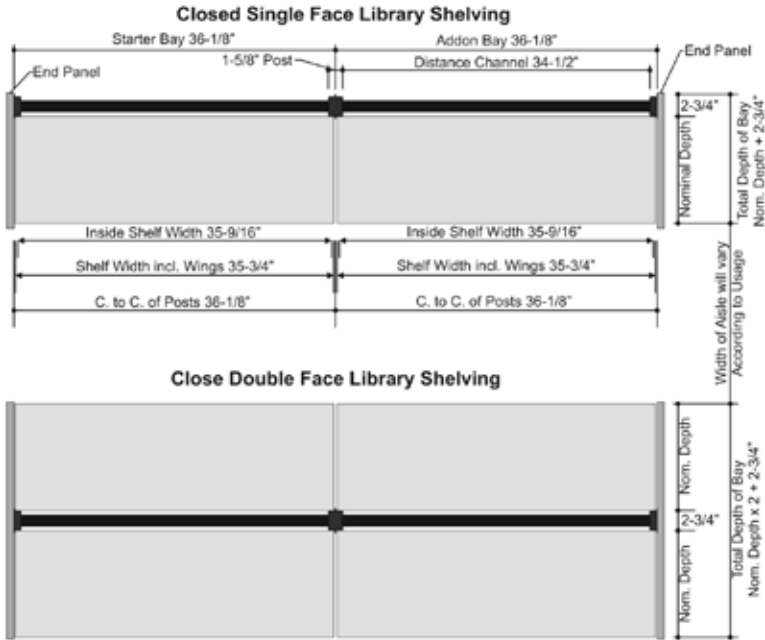 Closed Single Face Library Shelving
Starter Bay 36-1/8"
Addon Bay 36-1/8"
End Panel
1-5/8" Post
Distance Channel 34-1/2"
End Panel
2-3/4"
Nominal Depth
Total Depth of Bay
Nom. Depth + 2-3/4"
Inside Shelf Width 35-9/16"
Inside Shelf Width 35-9/16"
Shelf Width incl. Wings 35-3/4"
Shelf Width incl. Wings 35-3/4"
C. to C. of Posts 36-1/8"
C. to C. of Posts 36-1/8"
Width of Aisle will vary
According to Usage
Close Double Face Library Shelving
Nom. Depth
2-3/4"
Nom. Depth
Total Depth of Bay
Nom. Depth x 2 + 2-3/4"